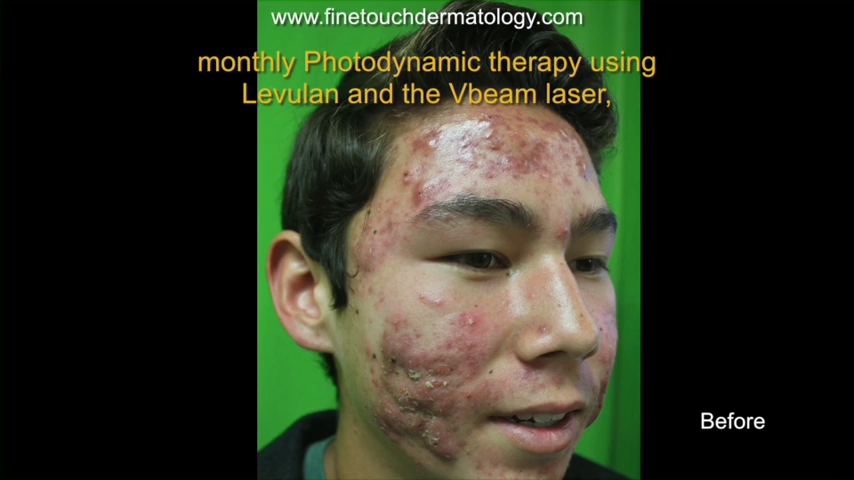 www.finetouchdermatology.com
monthly Photodynamic therapy using
Levulan and the Vbeam laser,
Before